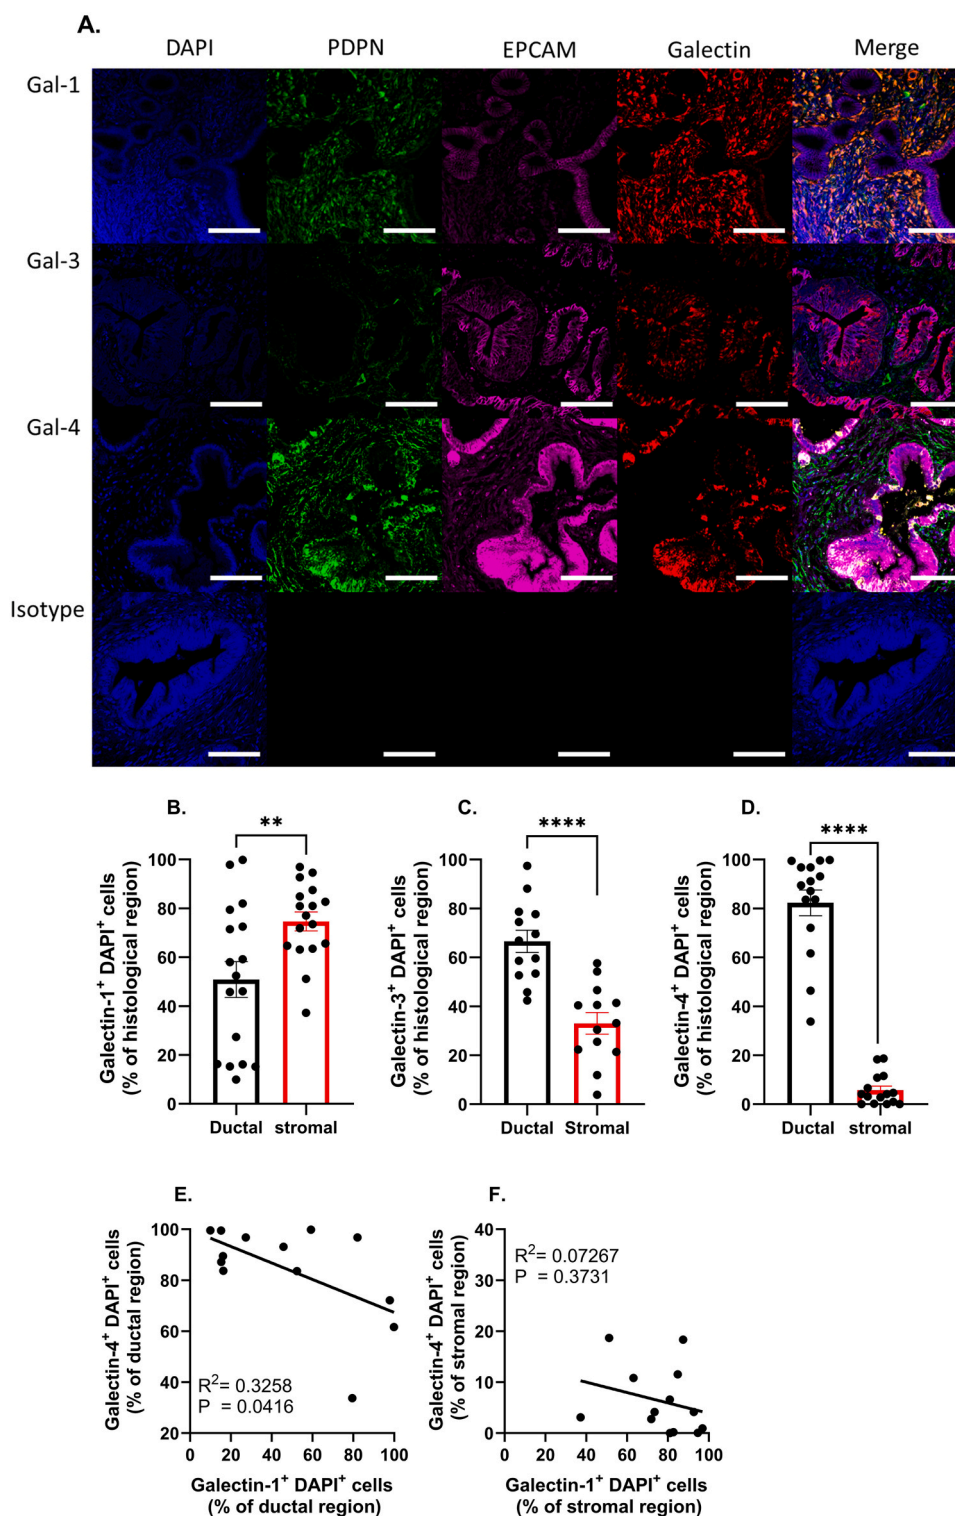 A.
DAPI PDPN EPCAM Galectin Merge
Gal-1
Gal-3
Gal-4
Isotype
B.
**
Galectin-1⁺ DAPI⁺ cells
(% of histological region)
100
80
60
40
20
0
Ductal stromal
C.
****
Galectin-3⁺ DAPI⁺ cells
(% of histological region)
100
80
60
40
20
0
Ductal Stromal
D.
****
Galectin-4⁺ DAPI⁺ cells
(% of histological region)
100
80
60
40
20
0
Ductal stromal
E.
Galectin-4⁺ DAPI⁺ cells
(% of ductal region)
100
80
60
40
20
R²= 0.3258
P = 0.0416
0 20 40 60 80 100
Galectin-1⁺ DAPI⁺ cells
(% of ductal region)
F.
Galectin-4⁺ DAPI⁺ cells
(% of stromal region)
40
30
20
10
0
R²= 0.07267
P = 0.3731
0 20 40 60 80 100
Galectin-1⁺ DAPI⁺ cells
(% of stromal region)